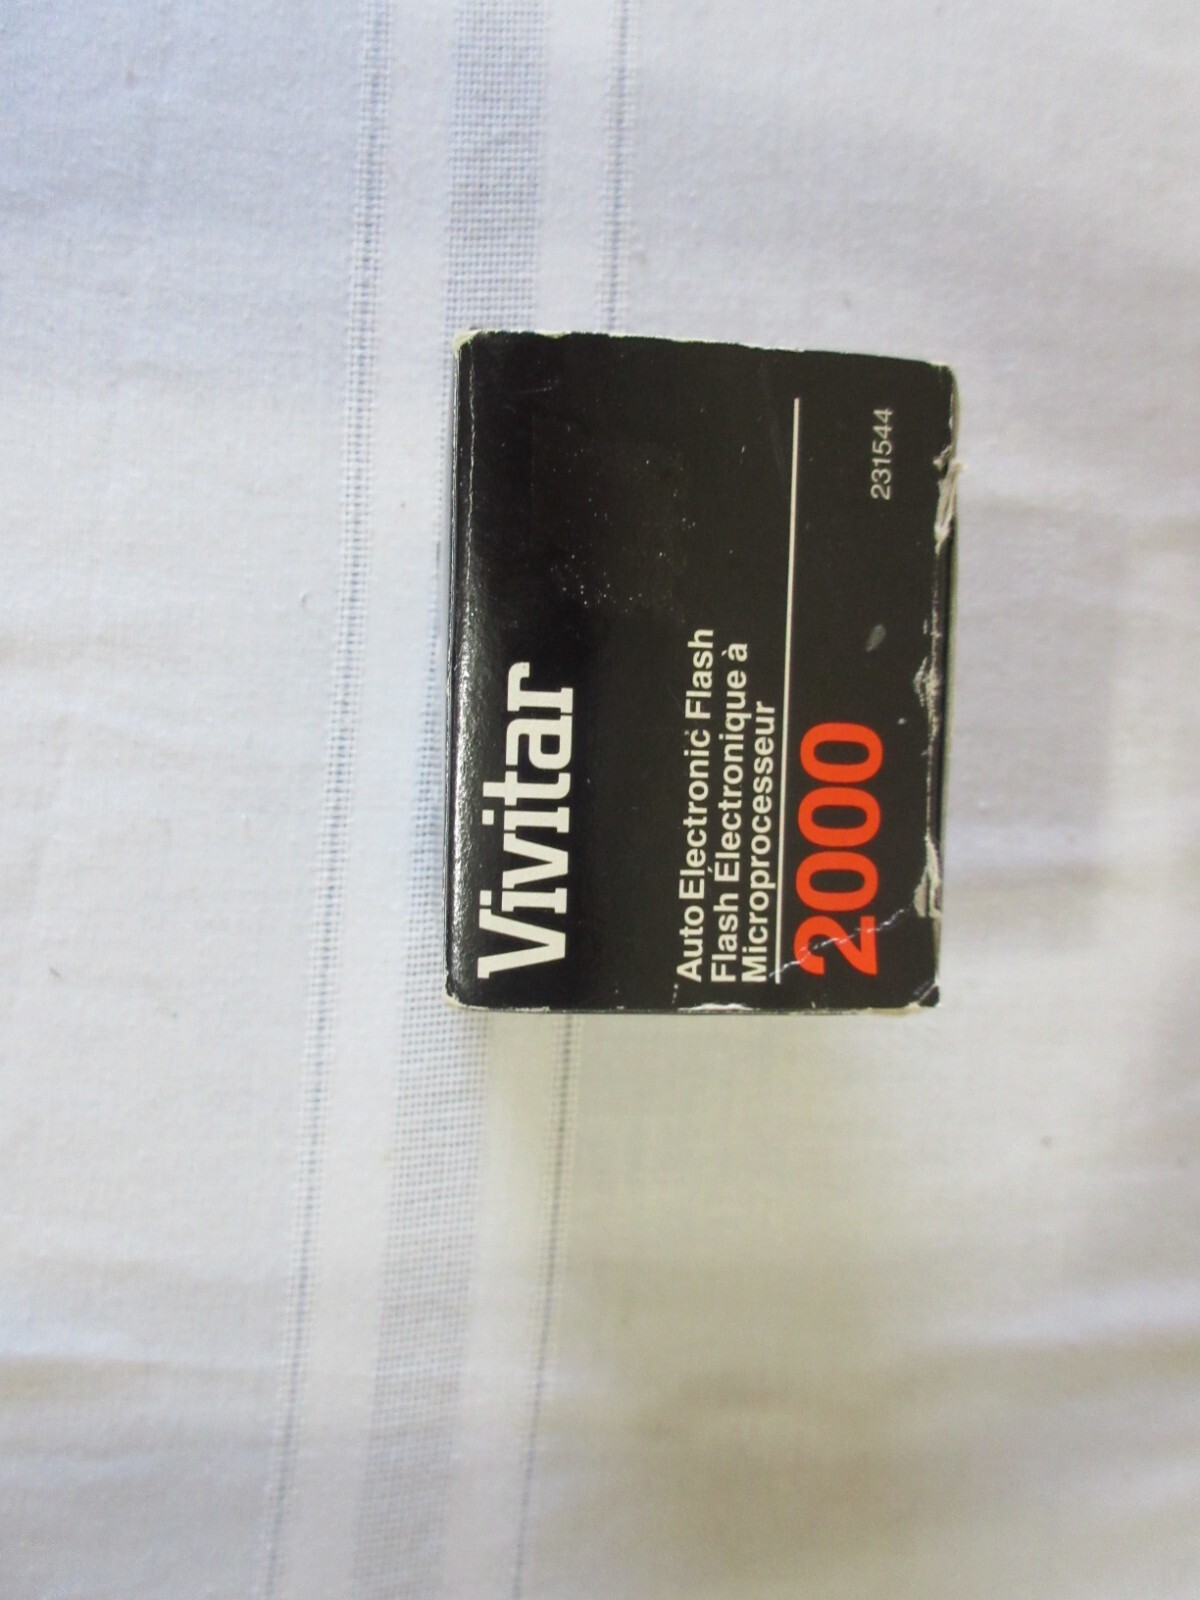 Vivitar
Auto Electronic Flash
Flash Électronique à
Microprocesseur
2000
231544